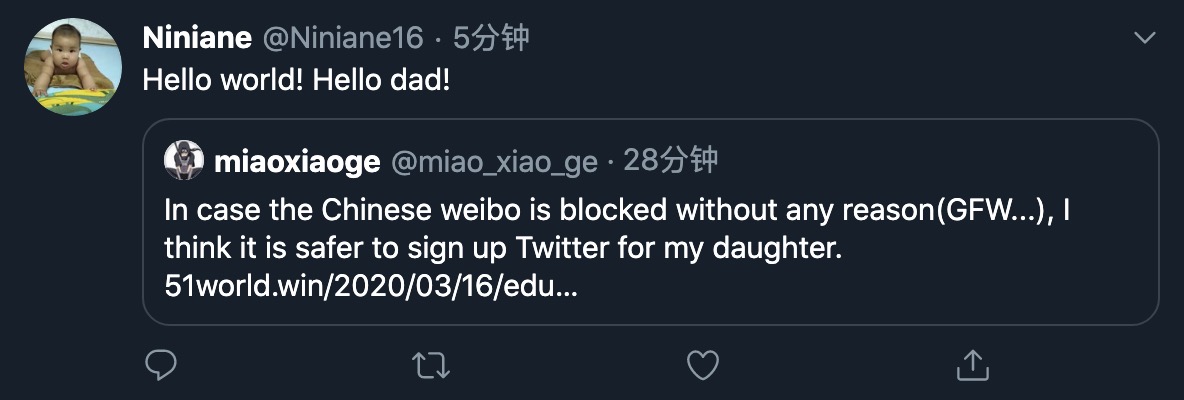 Niniane @Niniane16 · 5分钟
Hello world! Hello dad!
miaoxiaoge @miao_xiao_ge · 28分钟
In case the Chinese weibo is blocked without any reason(GFW...), I
think it is safer to sign up Twitter for my daughter.
51world.win/2020/03/16/edu...